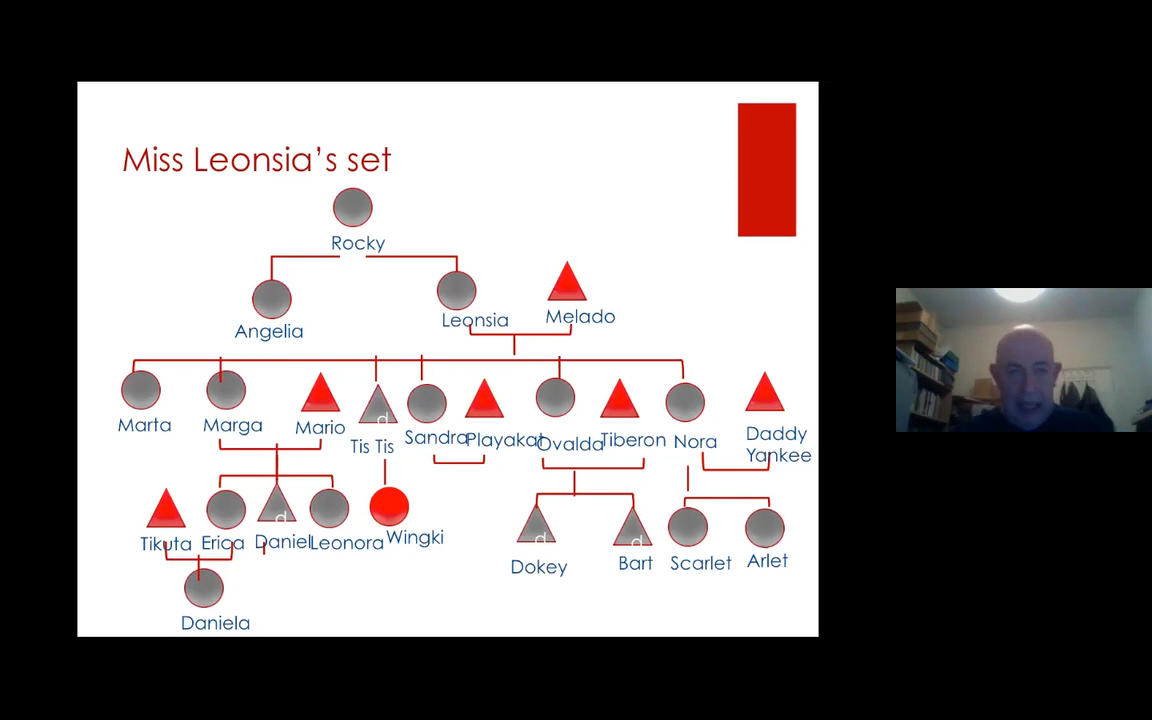 Miss Leonsia's set
Rocky
Angelia
Leonsia
Melado
Marta
Marga
Mario
d
Tis Tis
Sandra
Playakat
Ovalda
Tiberon
Nora
Daddy
Yankee
Tikuta
Erica
d
Daniel
Leonora
Wingki
d
Dokey
d
Bart
Scarlet
Arlet
Daniela